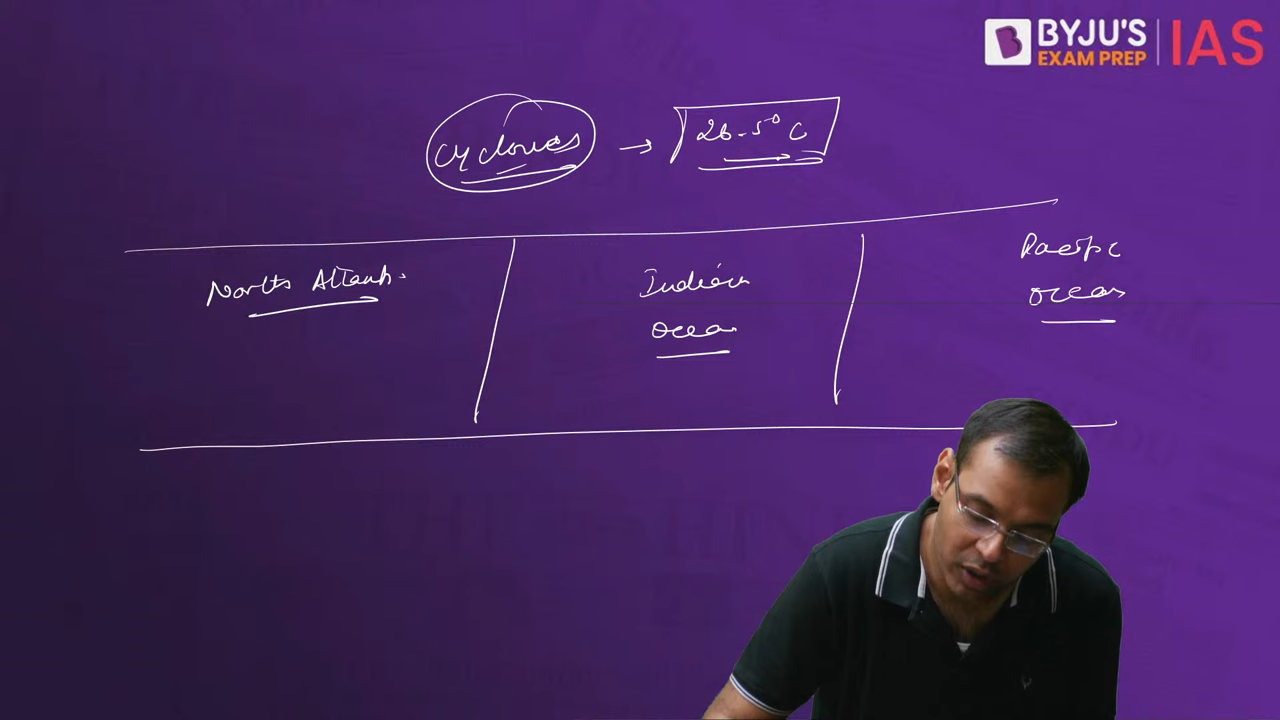 BYJU'S
EXAM PREP
IAS
Cyclones → 26.5° C
North Atlantic
Indian
Ocean
Pacific
Ocean